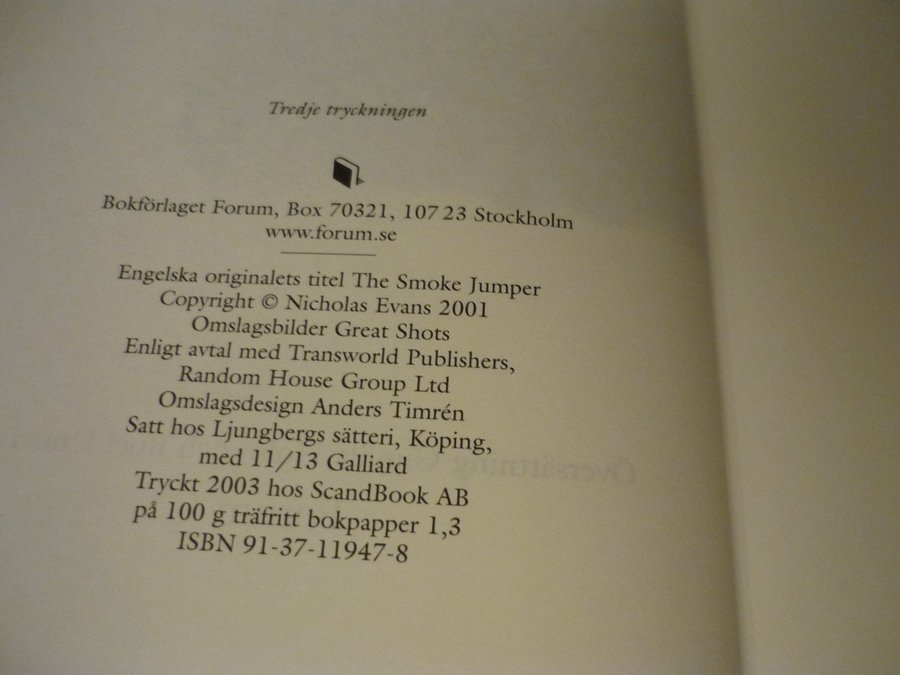 Tredje tryckningen
Bokförlaget Forum, Box 70321, 107 23 Stockholm
www.forum.se
Engelska originalets titel The Smoke Jumper
Copyright © Nicholas Evans 2001
Omslagsbilder Great Shots
Enligt avtal med Transworld Publishers,
Random House Group Ltd
Omslagsdesign Anders Timrén
Satt hos Ljungbergs sätteri, Köping,
med 11/13 Galliard
Tryckt 2003 hos ScandBook AB
på 100 g träfritt bokpapper 1,3
ISBN 91-37-11947-8